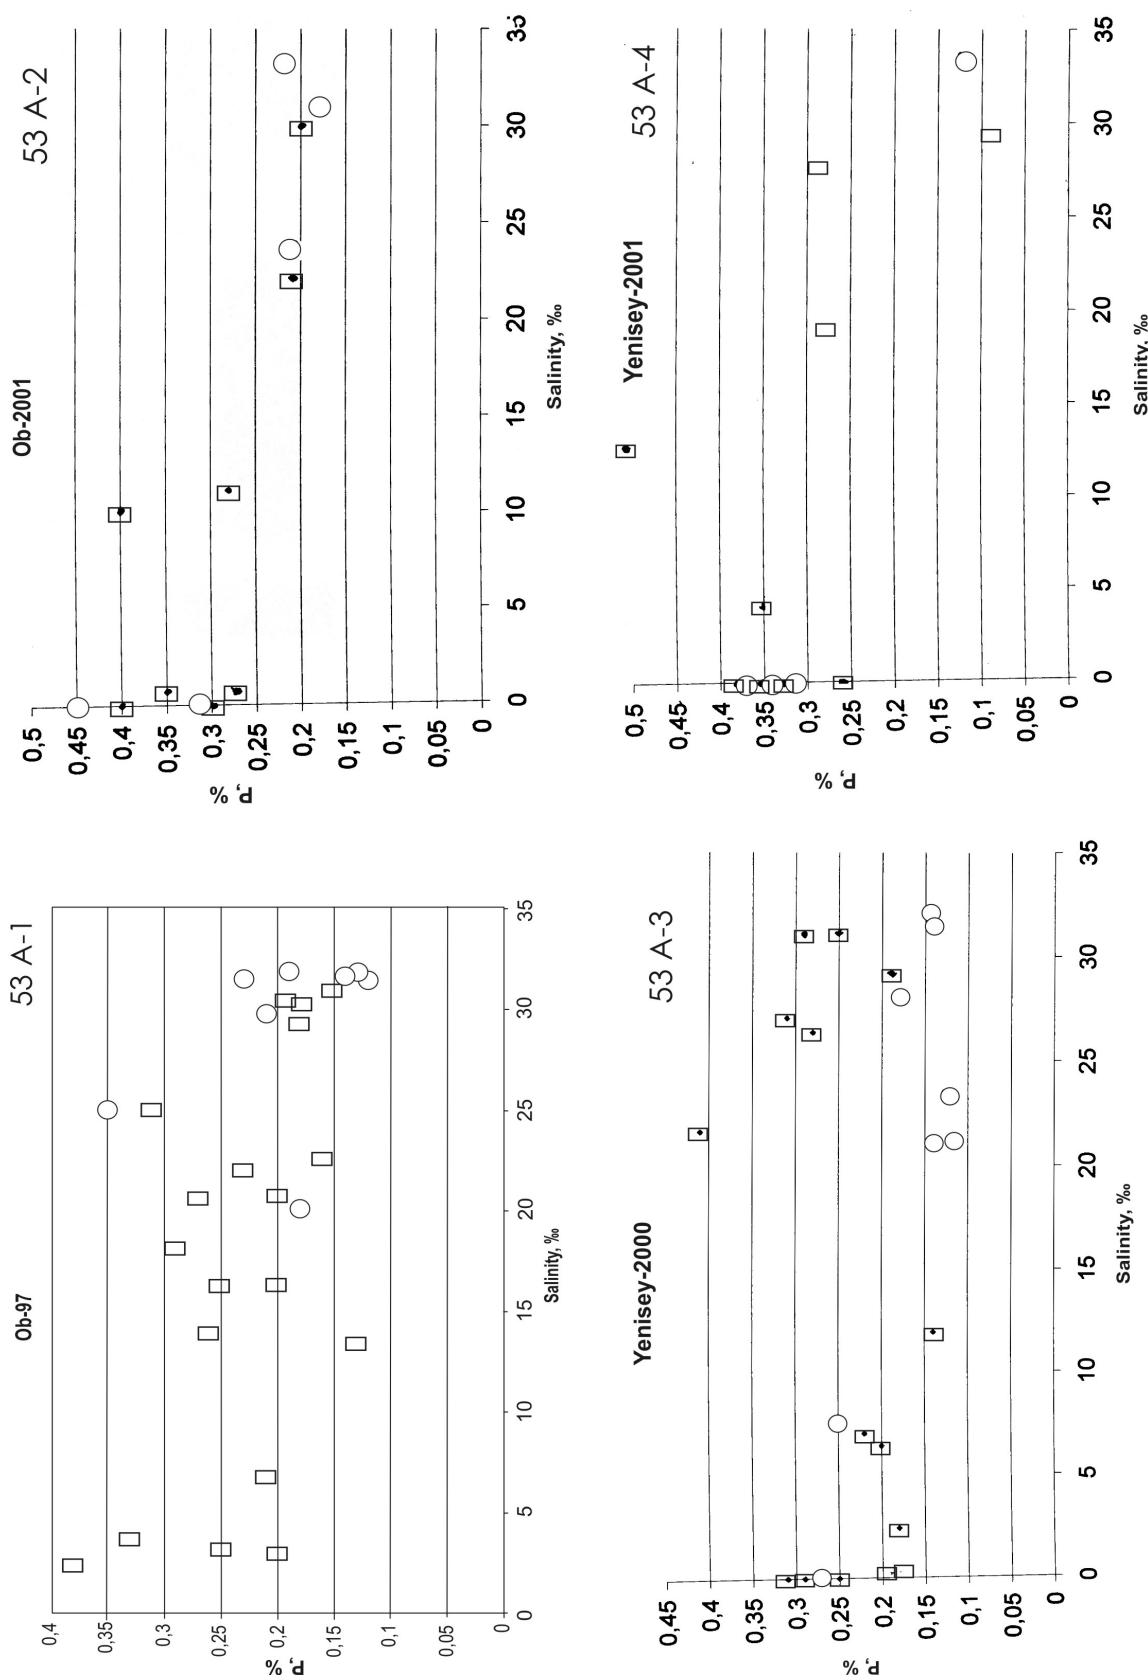 Ob-97
53 A-1
P, %
0,4
0,35
0,3
0,25
0,2
0,15
0,1
0,05
0
0 5 10 15 20 25 30 35
Salinity, ‰
Ob-2001
53 A-2
P, %
0,5
0,45
0,4
0,35
0,3
0,25
0,2
0,15
0,1
0,05
0
0 5 10 15 20 25 30 35
Salinity, ‰
Yenisey-2000
53 A-3
P, %
0,45
0,4
0,35
0,3
0,25
0,2
0,15
0,1
0,05
0
0 5 10 15 20 25 30 35
Salinity, ‰
Yenisey-2001
53 A-4
P, %
0,5
0,45
0,4
0,35
0,3
0,25
0,2
0,15
0,1
0,05
0
0 5 10 15 20 25 30 35
Salinity, ‰